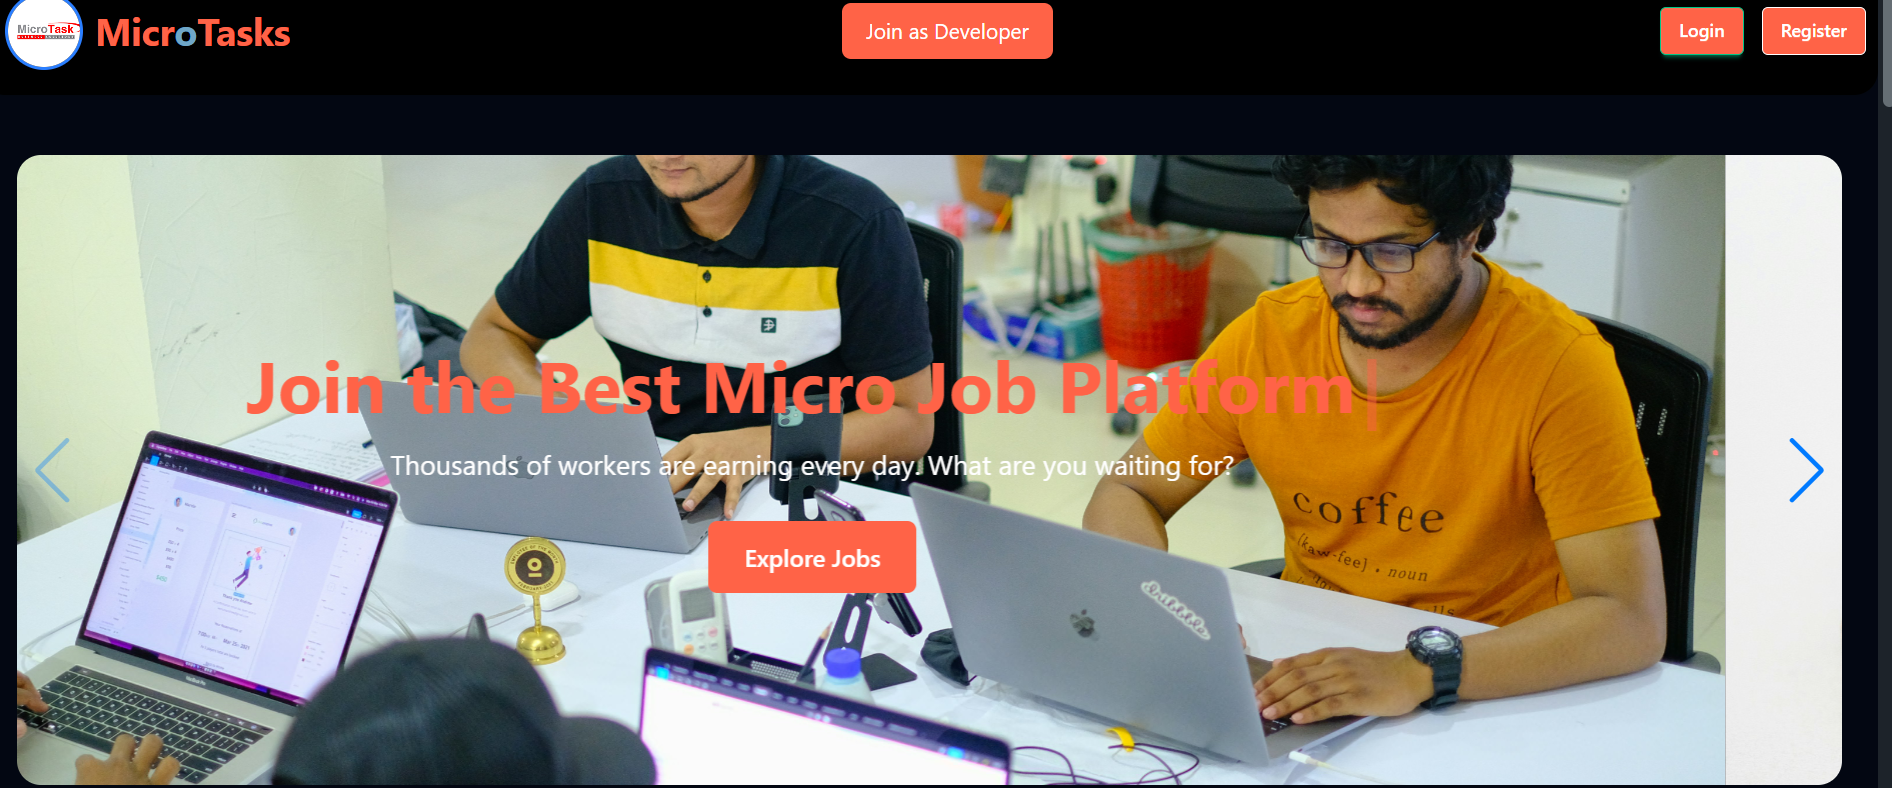 MicroTask
MicroTasks
Join as Developer
Login
Register
Join the Best Micro Job Platform
Thousands of workers are earning every day. What are you waiting for?
Explore Jobs
coffee
[kaw-fee] . noun
dribbble